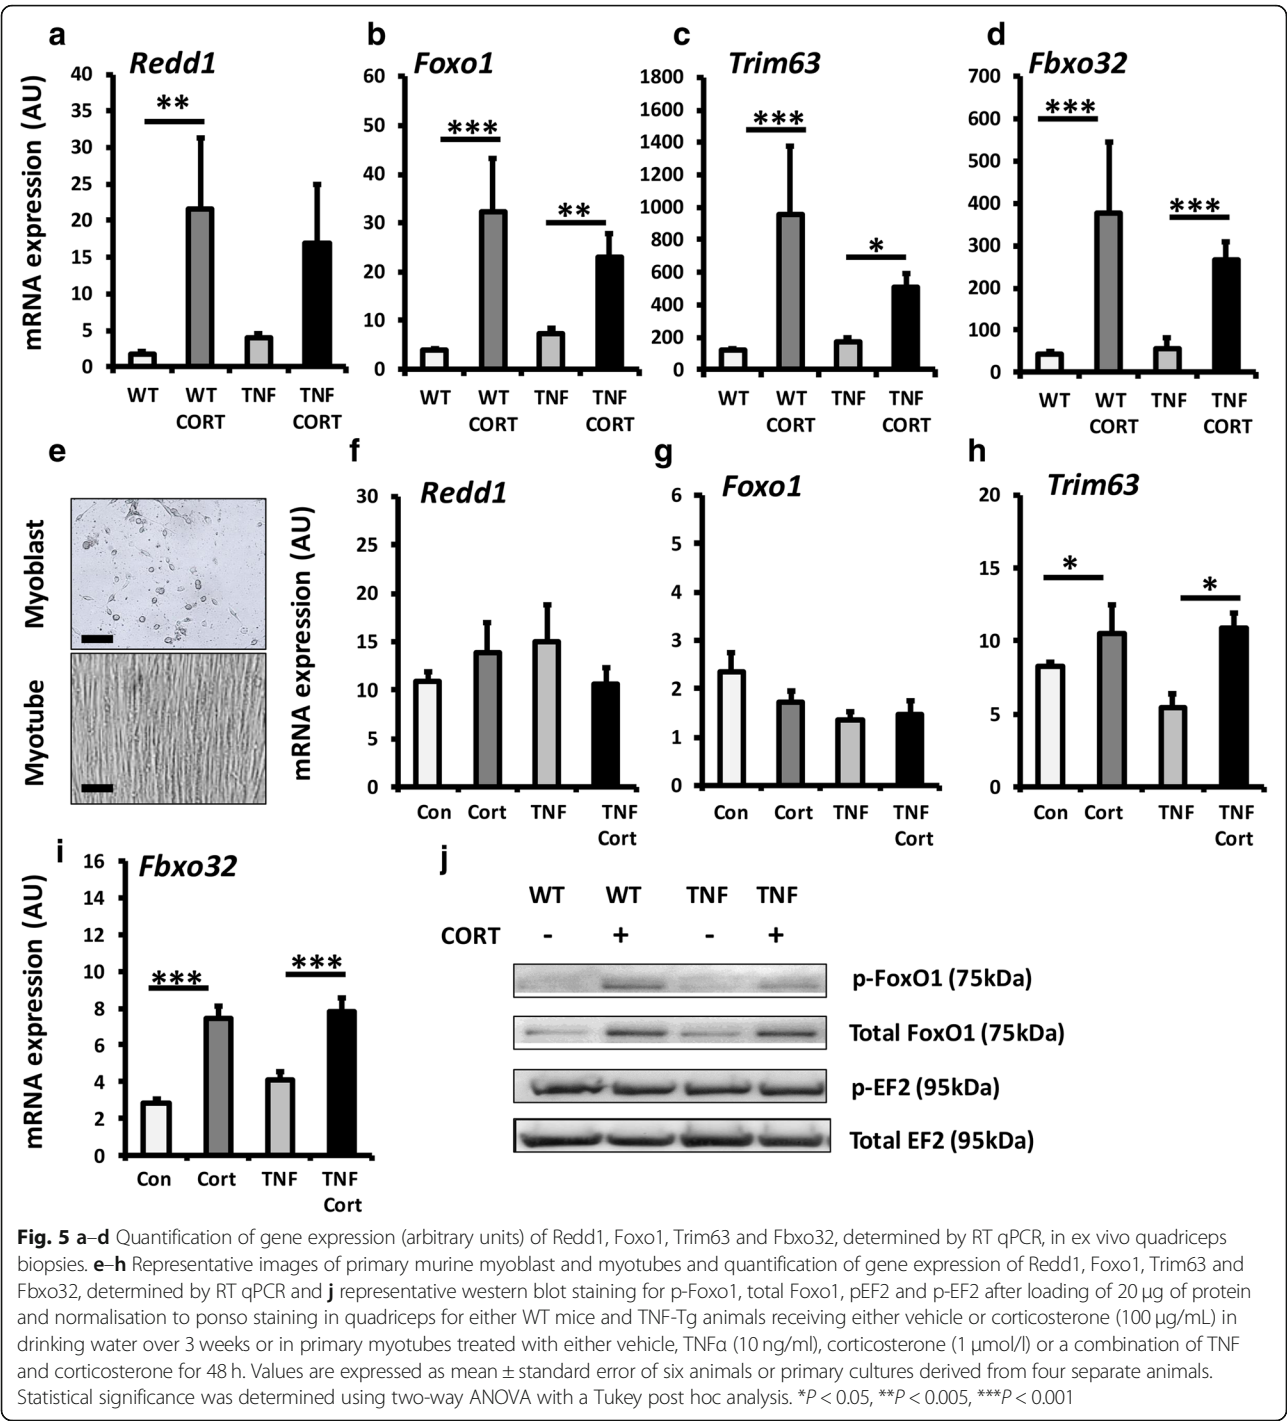 a
Redd1
mRNA expression (AU)
40
35
30
25
20
15
10
5
0
**
WT
WT CORT
TNF
TNF CORT
b
Foxo1
60
50
40
30
20
10
0
***
**
WT
WT CORT
TNF
TNF CORT
c
Trim63
1800
1600
1400
1200
1000
800
600
400
200
0
***
*
WT
WT CORT
TNF
TNF CORT
d
Fbxo32
700
600
500
400
300
200
100
0
***
***
WT
WT CORT
TNF
TNF CORT
e
Myoblast
Myotube
f
Redd1
mRNA expression (AU)
30
25
20
15
10
5
0
Con
Cort
TNF
TNF Cort
g
Foxo1
6
5
4
3
2
1
0
Con
Cort
TNF
TNF Cort
h
Trim63
20
15
10
5
0
*
*
Con
Cort
TNF
TNF Cort
i
Fbxo32
mRNA expression (AU)
16
14
12
10
8
6
4
2
0
***
***
Con
Cort
TNF
TNF Cort
j
WT WT TNF TNF
CORT - + - +
p-FoxO1 (75kDa)
Total FoxO1 (75kDa)
p-EF2 (95kDa)
Total EF2 (95kDa)
Fig. 5 a–d Quantification of gene expression (arbitrary units) of Redd1, Foxo1, Trim63 and Fbxo32, determined by RT qPCR, in ex vivo quadriceps
biopsies. e–h Representative images of primary murine myoblast and myotubes and quantification of gene expression of Redd1, Foxo1, Trim63 and
Fbxo32, determined by RT qPCR and j representative western blot staining for p-Foxo1, total Foxo1, pEF2 and p-EF2 after loading of 20 μg of protein
and normalisation to ponso staining in quadriceps for either WT mice and TNF-Tg animals receiving either vehicle or corticosterone (100 μg/mL) in
drinking water over 3 weeks or in primary myotubes treated with either vehicle, TNFα (10 ng/ml), corticosterone (1 μmol/l) or a combination of TNF
and corticosterone for 48 h. Values are expressed as mean ± standard error of six animals or primary cultures derived from four separate animals.
Statistical significance was determined using two-way ANOVA with a Tukey post hoc analysis. *P < 0.05, **P < 0.005, ***P < 0.001